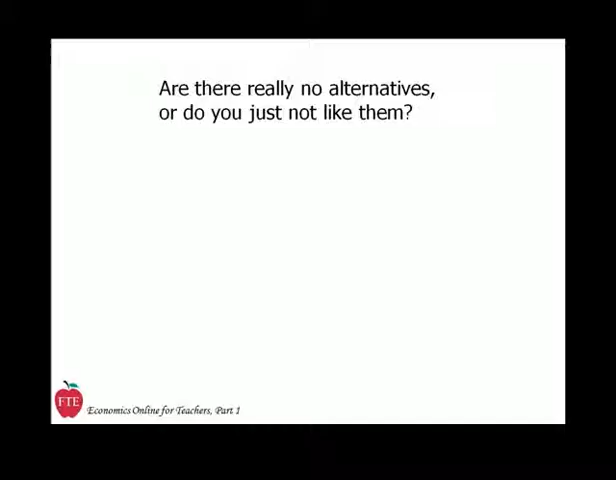 Are there really no alternatives,
or do you just not like them?
FTE
Economics Online for Teachers, Part 1